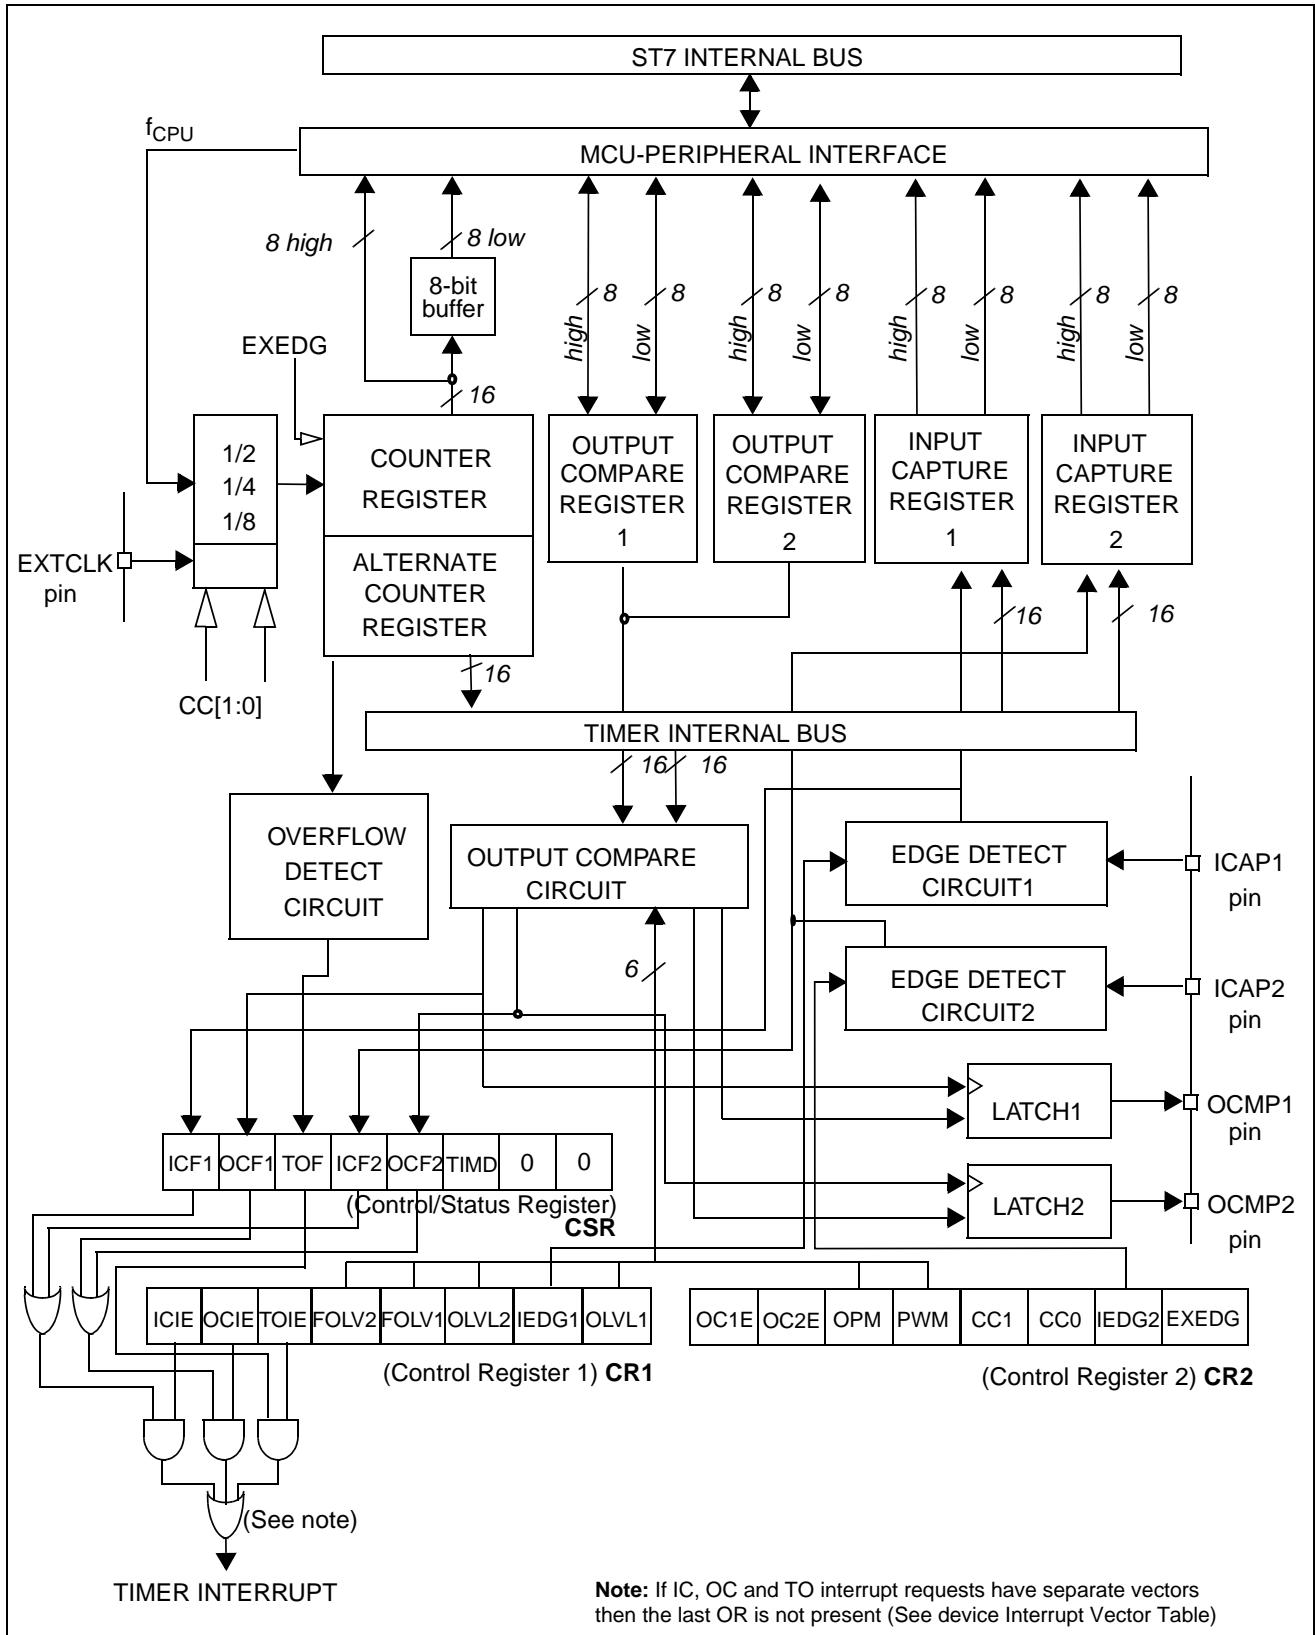 ST7 INTERNAL BUS
fCPU
MCU-PERIPHERAL INTERFACE
8 high
8 low
8-bit
buffer
8
8
8
8
8
8
8
8
high
low
high
low
high
low
high
low
EXEDG
16
1/2
1/4
1/8
COUNTER
REGISTER
OUTPUT
COMPARE
REGISTER
1
OUTPUT
COMPARE
REGISTER
2
INPUT
CAPTURE
REGISTER
1
INPUT
CAPTURE
REGISTER
2
EXTCLK
pin
ALTERNATE
COUNTER
REGISTER
16
16
16
CC[1:0]
TIMER INTERNAL BUS
16
16
OVERFLOW
DETECT
CIRCUIT
OUTPUT COMPARE
CIRCUIT
EDGE DETECT
CIRCUIT1
ICAP1
pin
6
EDGE DETECT
CIRCUIT2
ICAP2
pin
LATCH1
OCMP1
pin
ICF1 OCF1 TOF ICF2 OCF2 TIMD 0 0
(Control/Status Register)
CSR
LATCH2
OCMP2
pin
ICIE OCIE TOIE FOLV2 FOLV1 OLVL2 IEDG1 OLVL1
(Control Register 1) CR1
OC1E OC2E OPM PWM CC1 CC0 IEDG2 EXEDG
(Control Register 2) CR2
(See note)
TIMER INTERRUPT
Note: If IC, OC and TO interrupt requests have separate vectors
then the last OR is not present (See device Interrupt Vector Table)